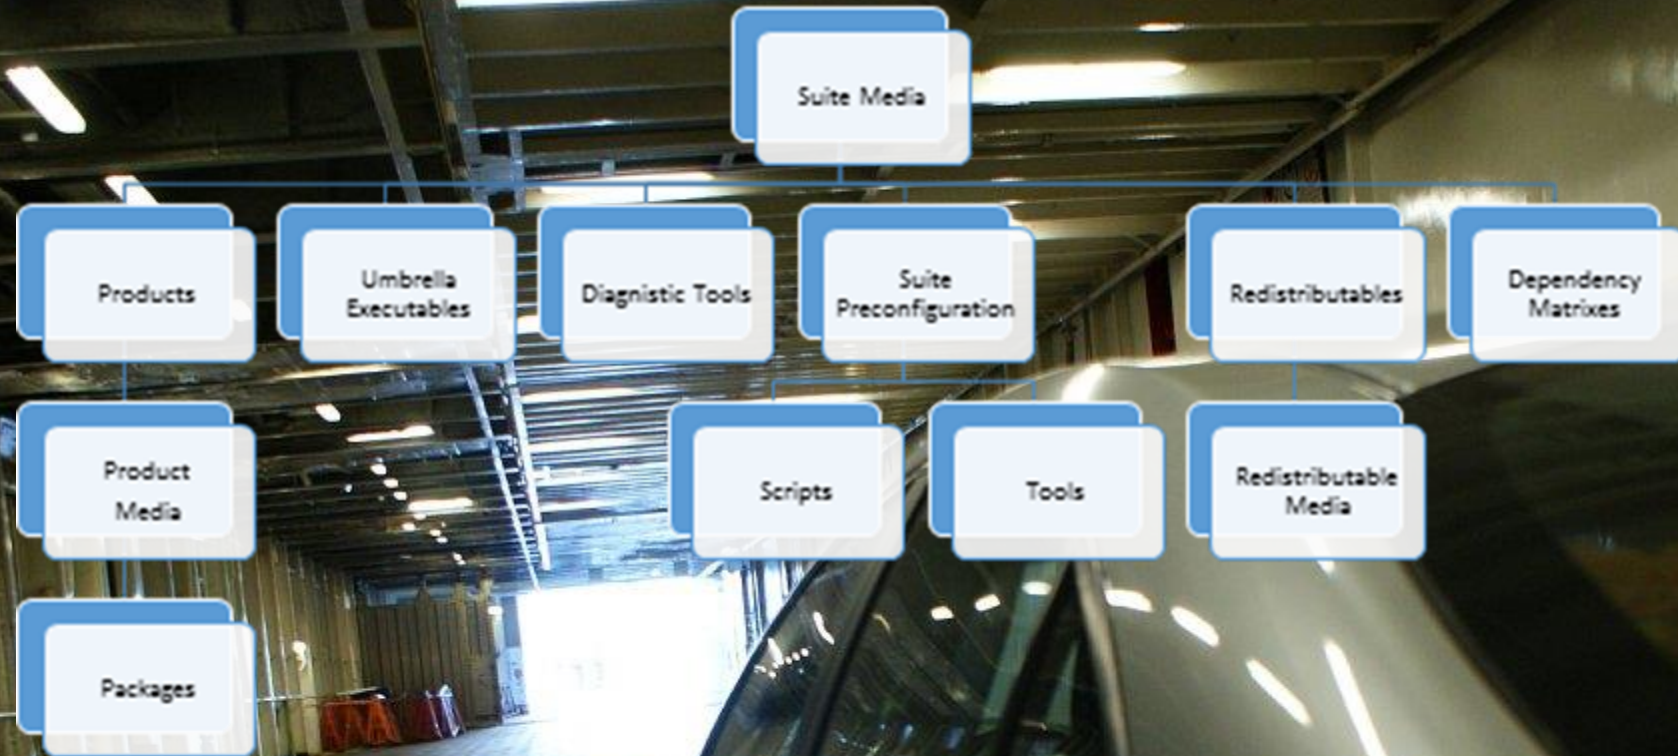 Suite Media
Products
Umbrella
Executables
Diagnistic Tools
Suite
Preconfiguration
Redistributables
Dependency
Matrixes
Product
Media
Scripts
Tools
Redistributable
Media
Packages